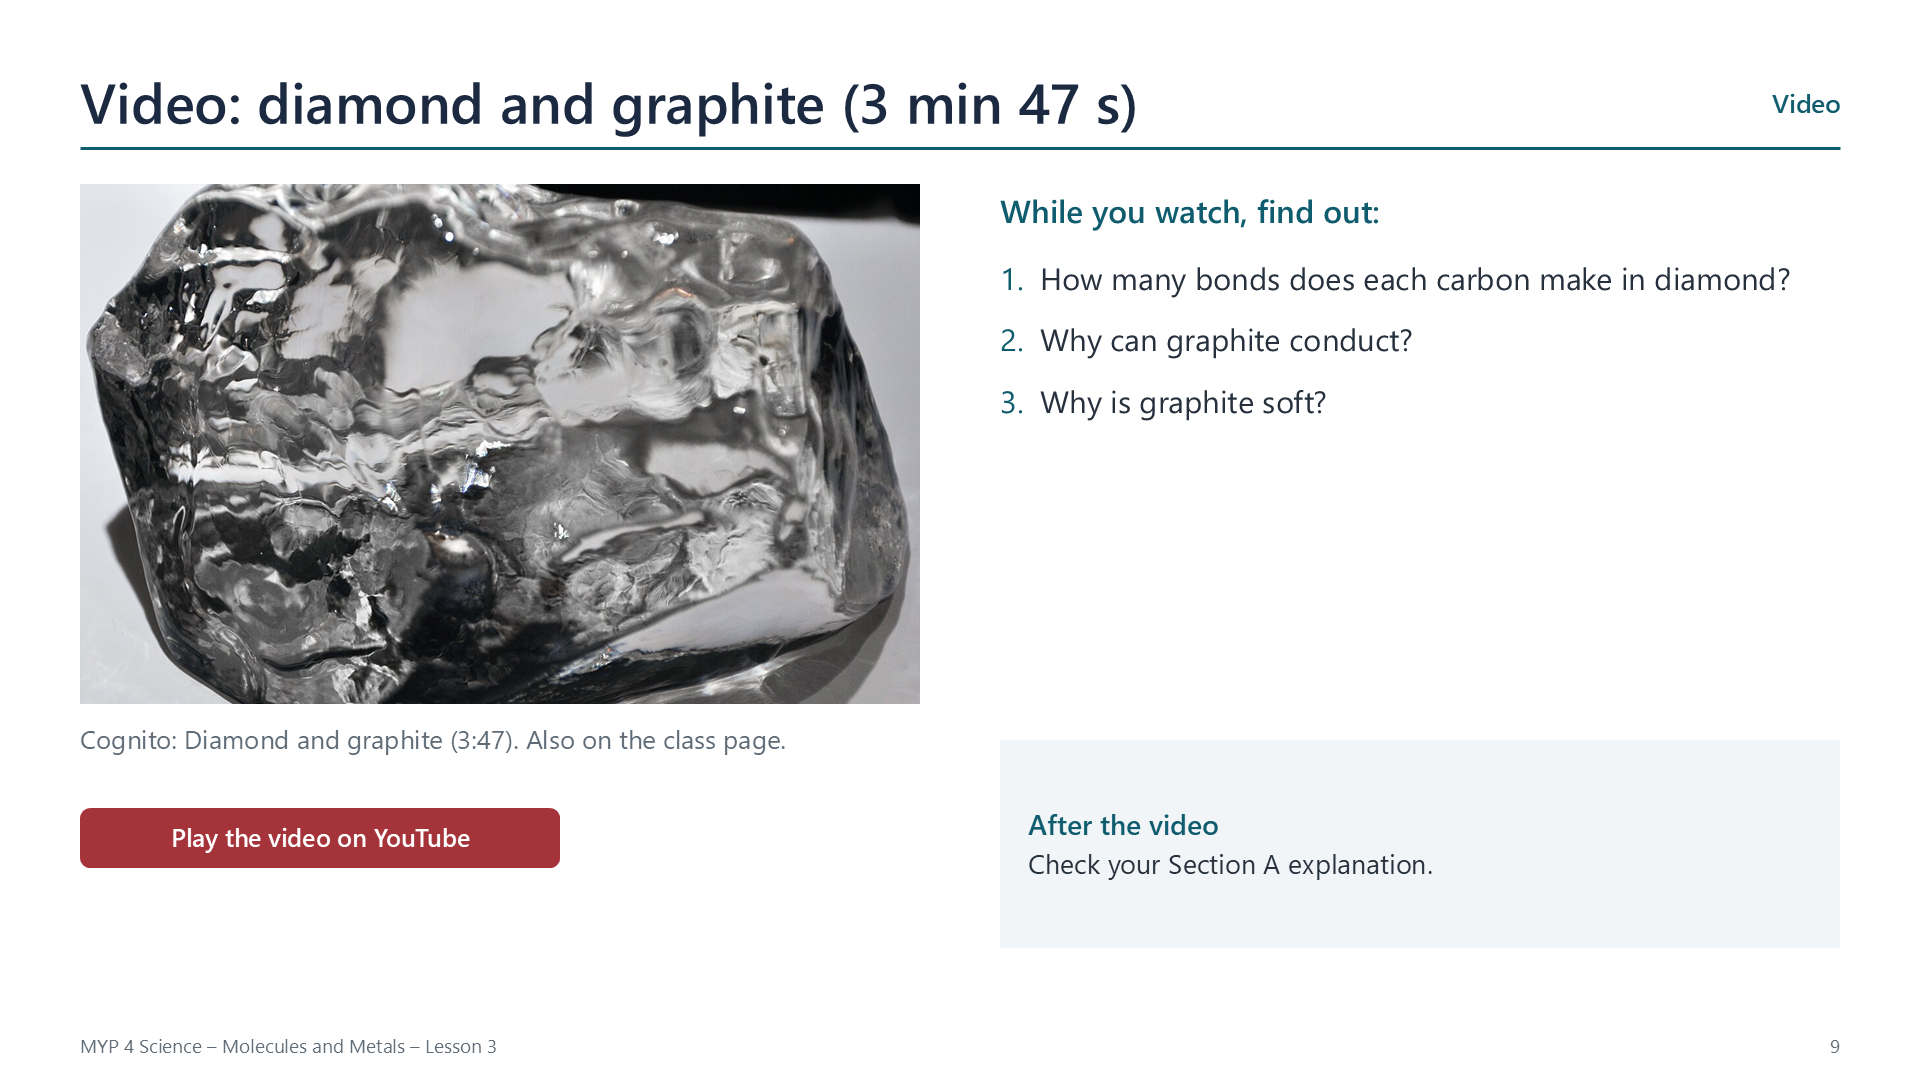 Video: diamond and graphite (3 min 47 s)
Video
While you watch, find out:
1. How many bonds does each carbon make in diamond?
2. Why can graphite conduct?
3. Why is graphite soft?
Cognito: Diamond and graphite (3:47). Also on the class page.
Play the video on YouTube
After the video
Check your Section A explanation.
MYP 4 Science – Molecules and Metals – Lesson 3
9